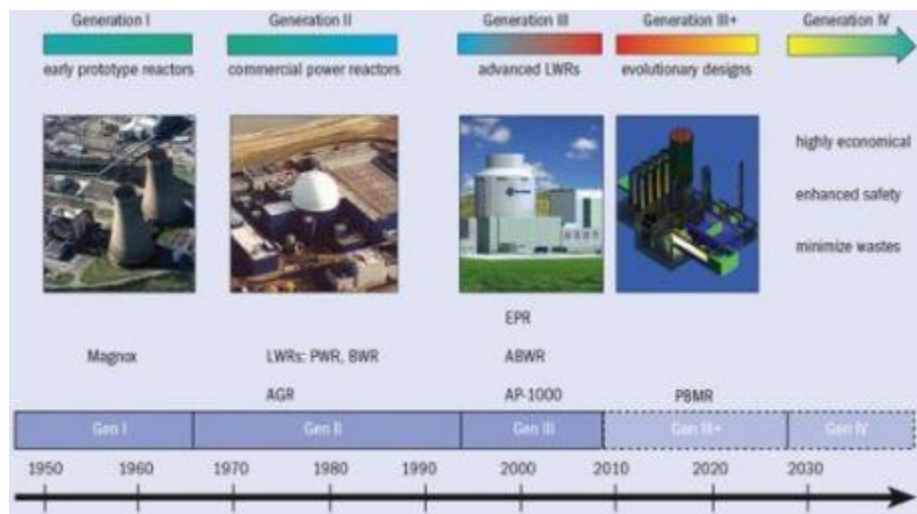 Generation I Generation II Generation III Generation III+ Generation IV
early prototype reactors commercial power reactors advanced LWRs evolutionary designs
highly economical
enhanced safety
minimize wastes
EPR
Magnox LWRs: PWR, BWR ABWR
AGR AP-1000 PBMR
Gen I Gen II Gen III Gen III+ Gen IV
1950 1960 1970 1980 1990 2000 2010 2020 2030